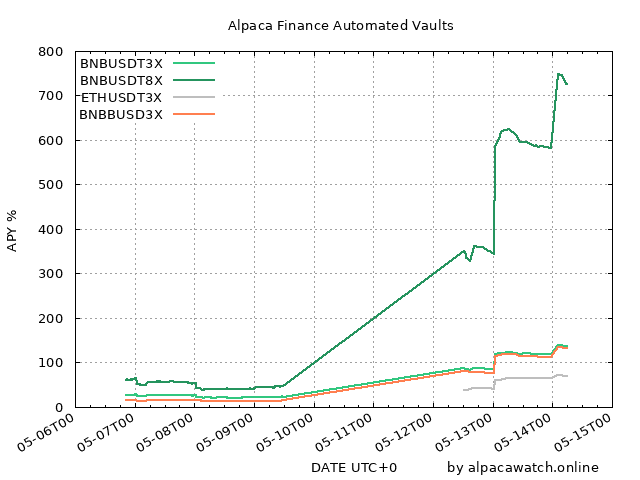 Alpaca Finance Automated Vaults
800
700
600
500
400
300
200
100
0
APY %
BNBUSDT3X
BNBUSDT8X
ETHUSDT3X
BNBBUSD3X
05-06T00
05-07T00
05-08T00
05-09T00
05-10T00
05-11T00
05-12T00
05-13T00
05-14T00
05-15T00
DATE UTC+0
by alpacawatch.online